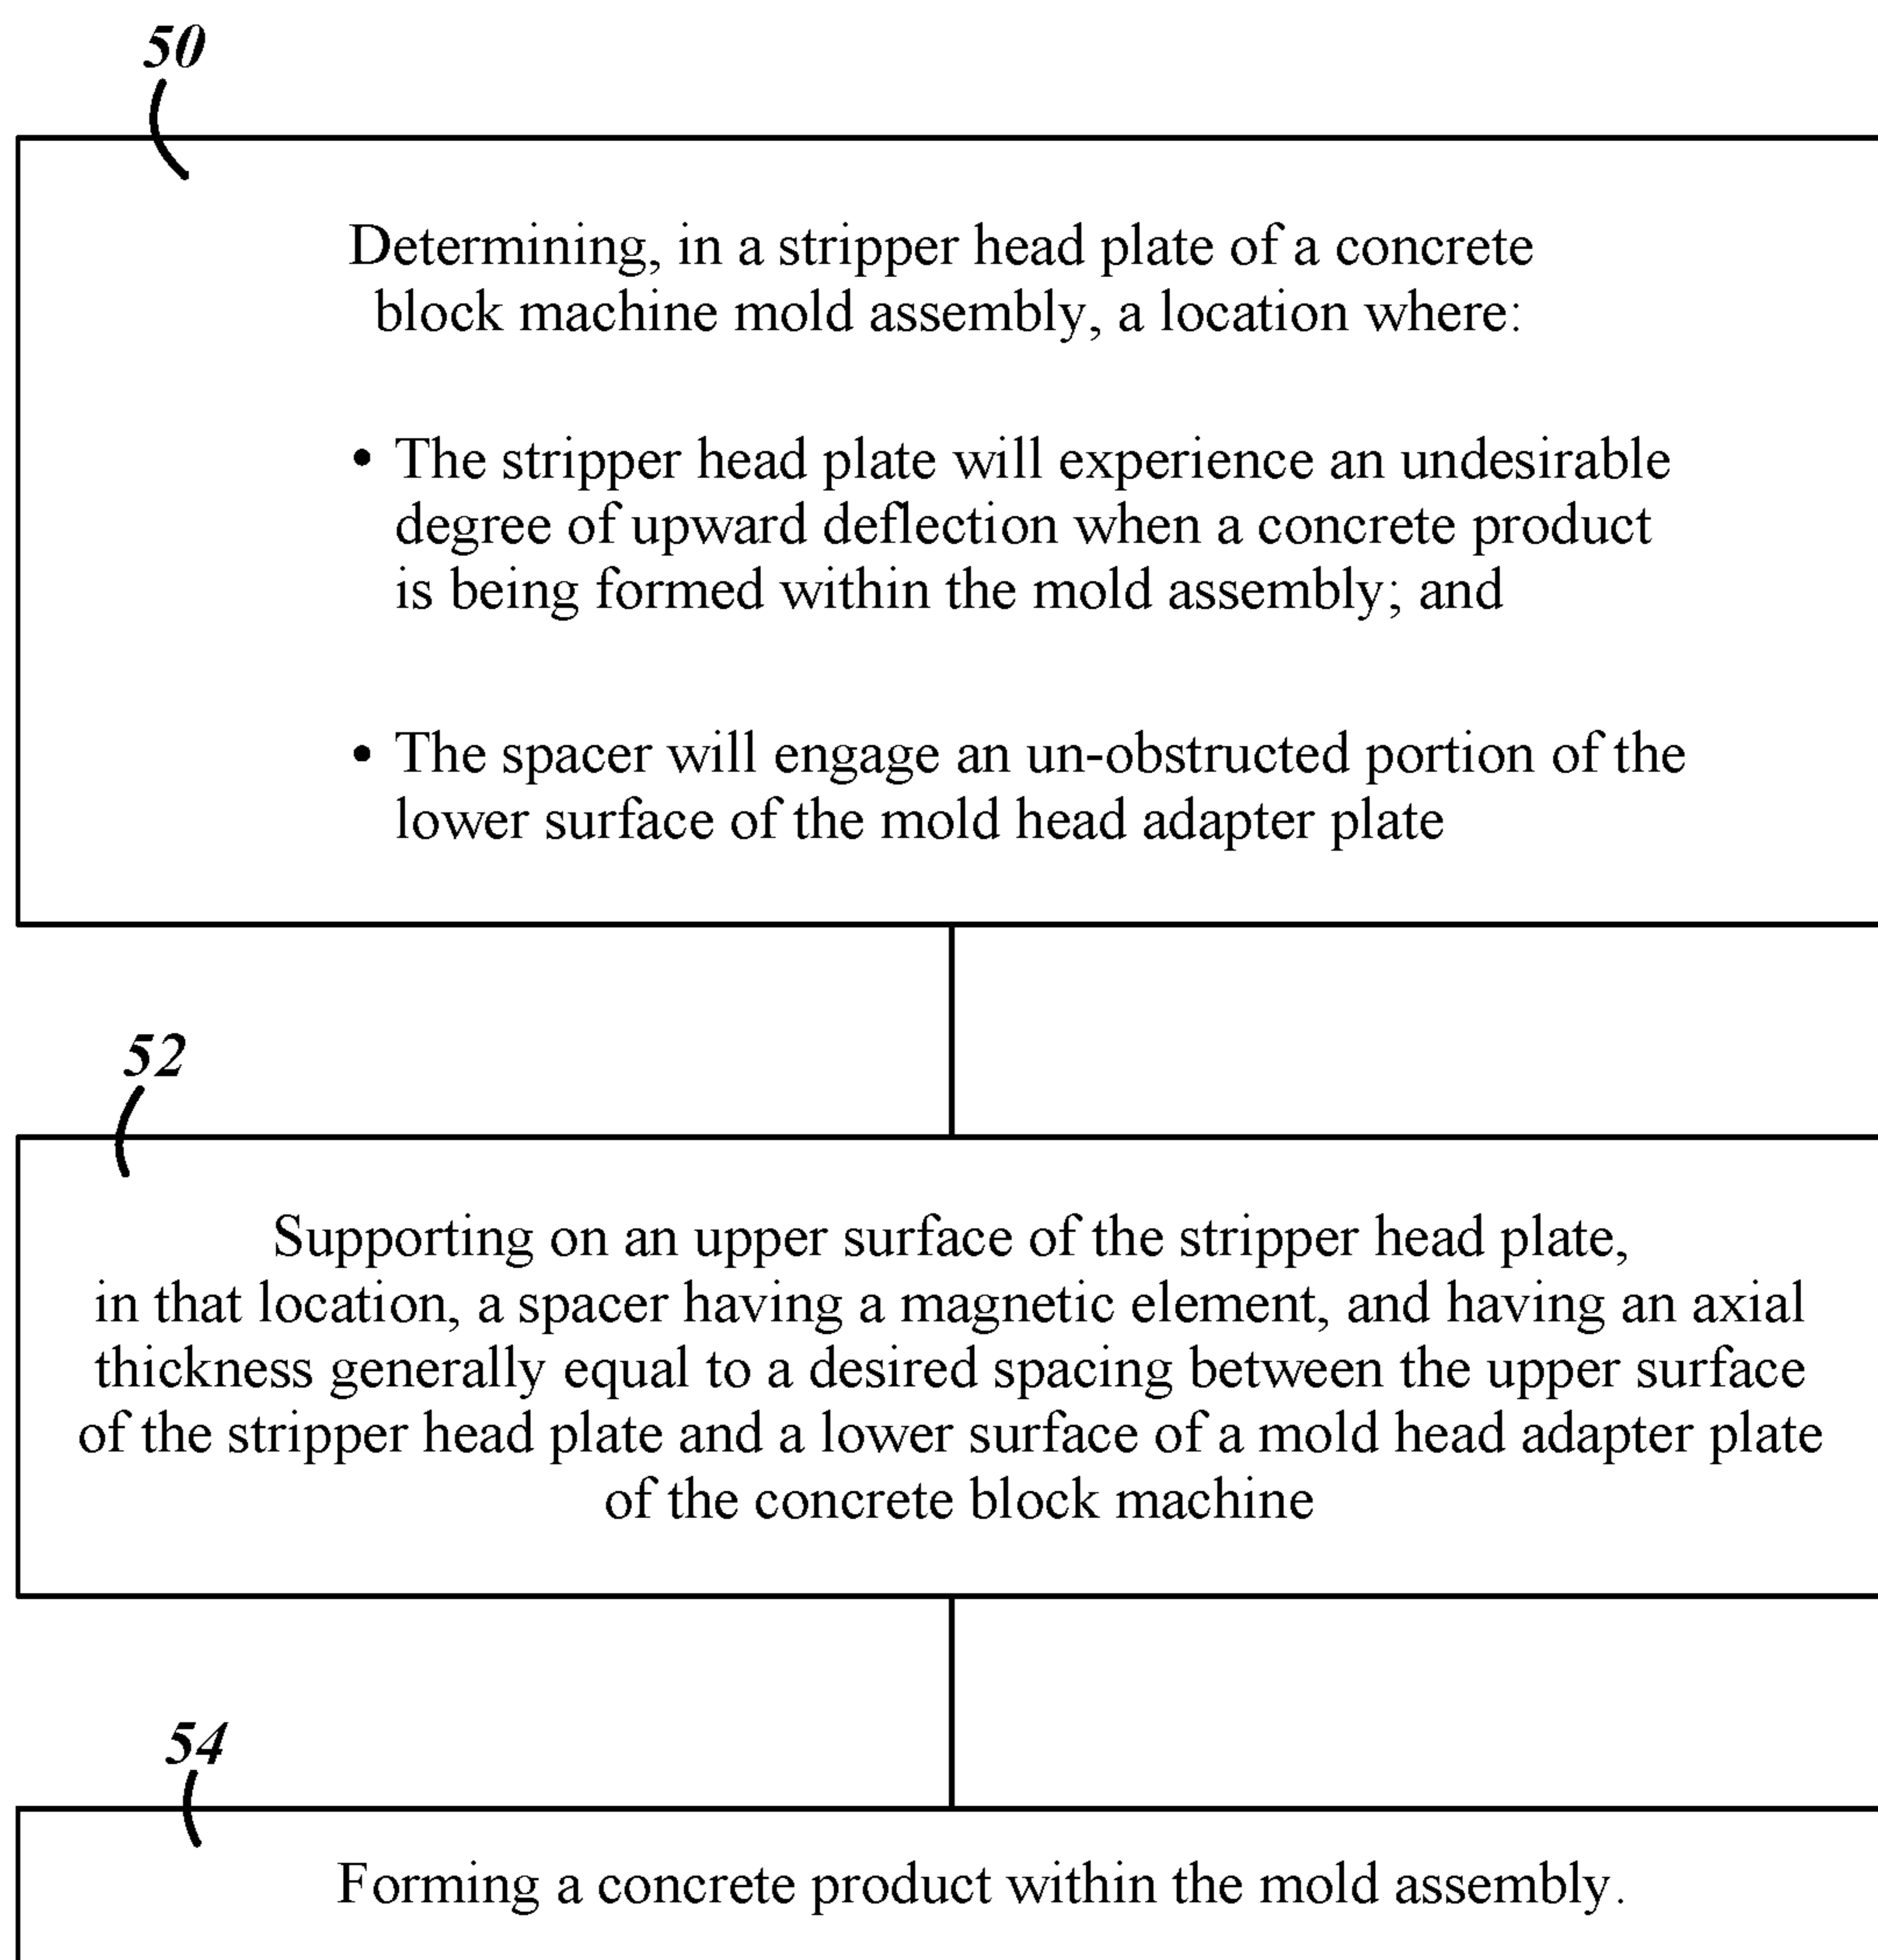 50
Determining, in a stripper head plate of a concrete
block machine mold assembly, a location where:
• The stripper head plate will experience an undesirable
degree of upward deflection when a concrete product
is being formed within the mold assembly; and
• The spacer will engage an un-obstructed portion of the
lower surface of the mold head adapter plate
52
Supporting on an upper surface of the stripper head plate,
in that location, a spacer having a magnetic element, and having an axial
thickness generally equal to a desired spacing between the upper surface
of the stripper head plate and a lower surface of a mold head adapter plate
of the concrete block machine
54
Forming a concrete product within the mold assembly.